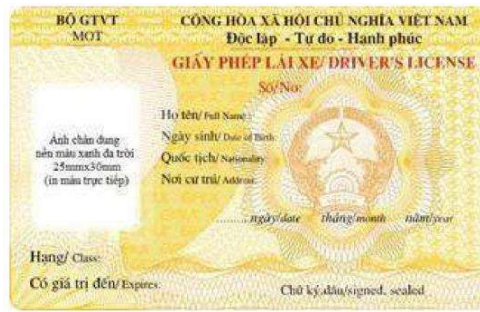 BỘ GTVT
MOT
CỘNG HÒA XÃ HỘI CHỦ NGHĨA VIỆT NAM
Độc lập - Tự do - Hạnh phúc
GIẤY PHÉP LÁI XE/ DRIVER'S LICENSE
Số/No:
Họ tên/ Full Name:
Ngày sinh/ Date of Birth:
Quốc tịch/ Nationality:
Nơi cư trú/ Address:
Ảnh chân dung
nền màu xanh da trời
25mmx30mm
(in màu trực tiếp)
........, ngày/date tháng/month năm/year
Hạng/ Class:
Có giá trị đến/ Expires:
Chữ ký,dấu/signed, sealed